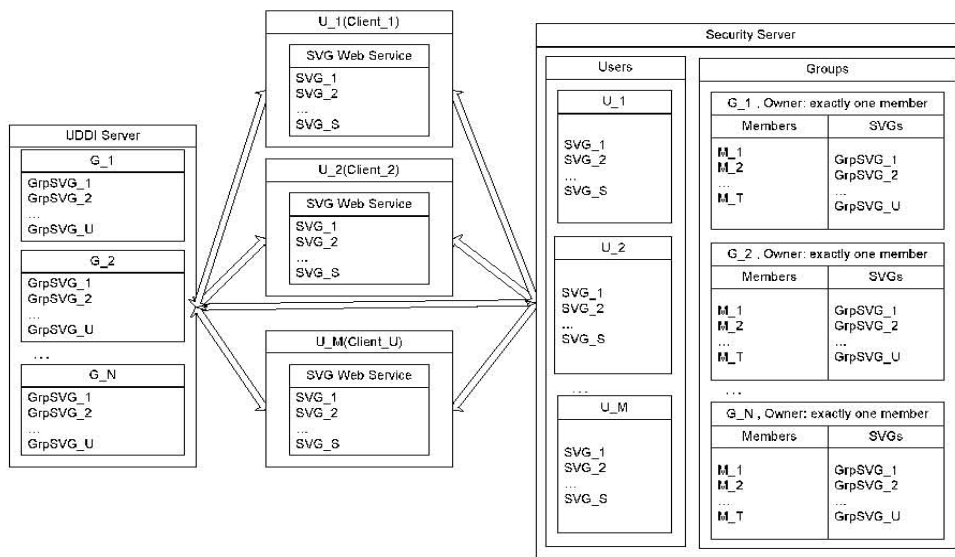 UDDI Server
G_1
GrpSVG_1
GrpSVG_2
...
GrpSVG_U
G_2
GrpSVG_1
GrpSVG_2
...
GrpSVG_U
...
G_N
GrpSVG_1
GrpSVG_2
...
GrpSVG_U
U_1(Client_1)
SVG Web Service
SVG_1
SVG_2
...
SVG_S
U_2(Client_2)
SVG Web Service
SVG_1
SVG_2
...
SVG_S
U_M(Client_U)
SVG Web Service
SVG_1
SVG_2
...
SVG_S
Security Server
Users
U_1
SVG_1
SVG_2
...
SVG_S
U_2
SVG_1
SVG_2
...
SVG_S
...
U_M
SVG_1
SVG_2
...
SVG_S
Groups
G_1 , Owner: exactly one member
Members
M_1
M_2
...
M_T
SVGs
GrpSVG_1
GrpSVG_2
...
GrpSVG_U
G_2 , Owner: exactly one member
Members
M_1
M_2
...
M_T
SVGs
GrpSVG_1
GrpSVG_2
...
GrpSVG_U
...
G_N , Owner: exactly one member
Members
M_1
M_2
...
M_T
SVGs
GrpSVG_1
GrpSVG_2
...
GrpSVG_U